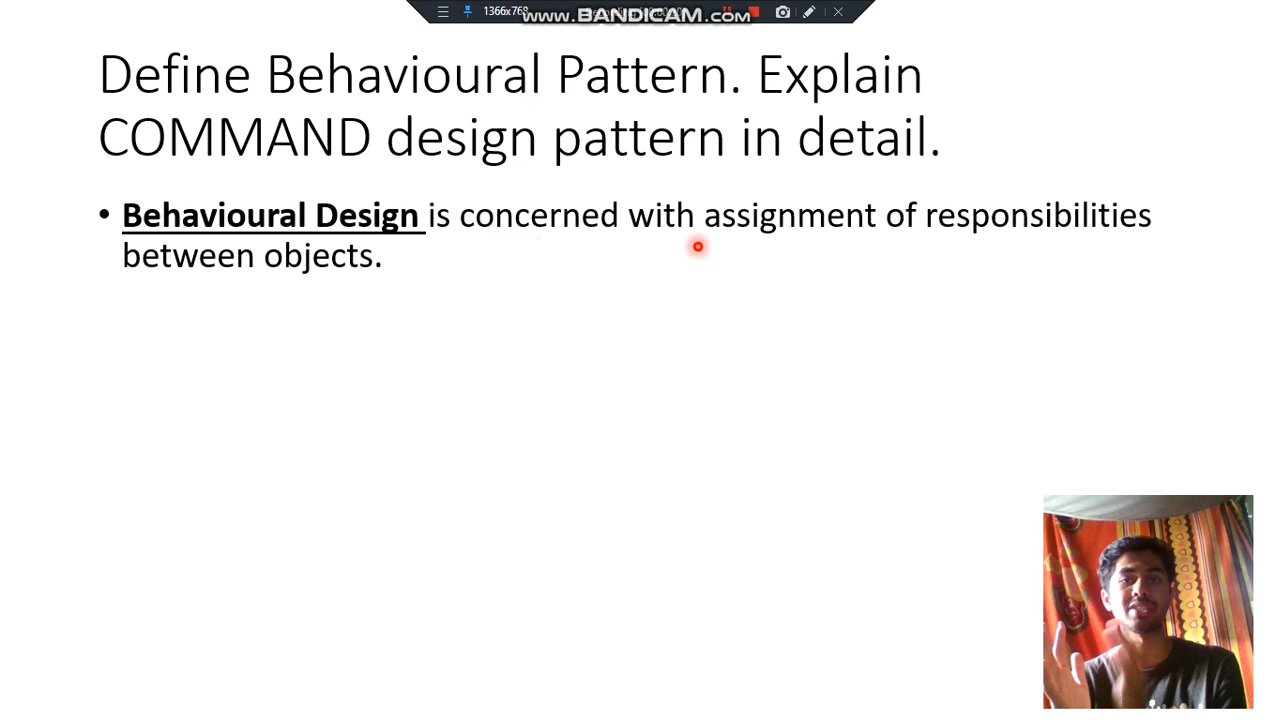 1366x768
www.BANDICAM.com
Define Behavioural Pattern. Explain
COMMAND design pattern in detail.
• Behavioural Design is concerned with assignment of responsibilities
between objects.